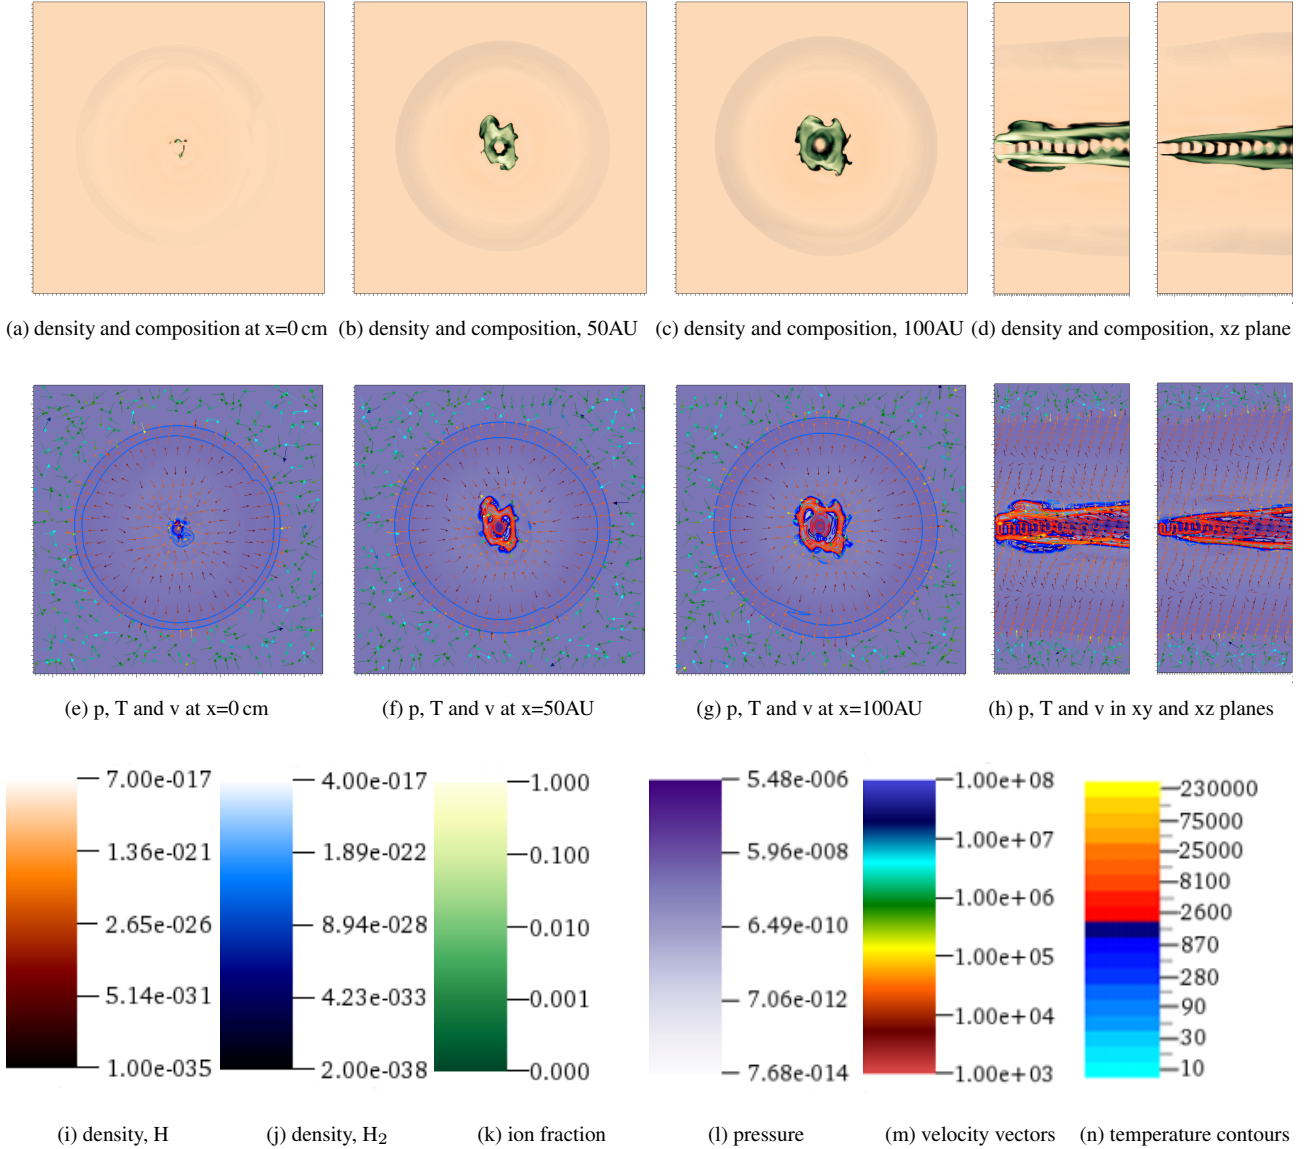 (a) density and composition at x=0 cm (b) density and composition, 50AU (c) density and composition, 100AU (d) density and composition, xz plane
(e) p, T and v at x=0 cm (f) p, T and v at x=50AU (g) p, T and v at x=100AU (h) p, T and v in xy and xz planes
7.00e-017
1.36e-021
2.65e-026
5.14e-031
1.00e-035
4.00e-017
1.89e-022
8.94e-028
4.23e-033
2.00e-038
1.000
0.100
0.010
0.001
0.000
5.48e-006
5.96e-008
6.49e-010
7.06e-012
7.68e-014
1.00e+08
1.00e+07
1.00e+06
1.00e+05
1.00e+04
1.00e+03
230000
75000
25000
8100
2600
870
280
90
30
10
(i) density, H (j) density, H₂ (k) ion fraction (l) pressure (m) velocity vectors (n) temperature contours